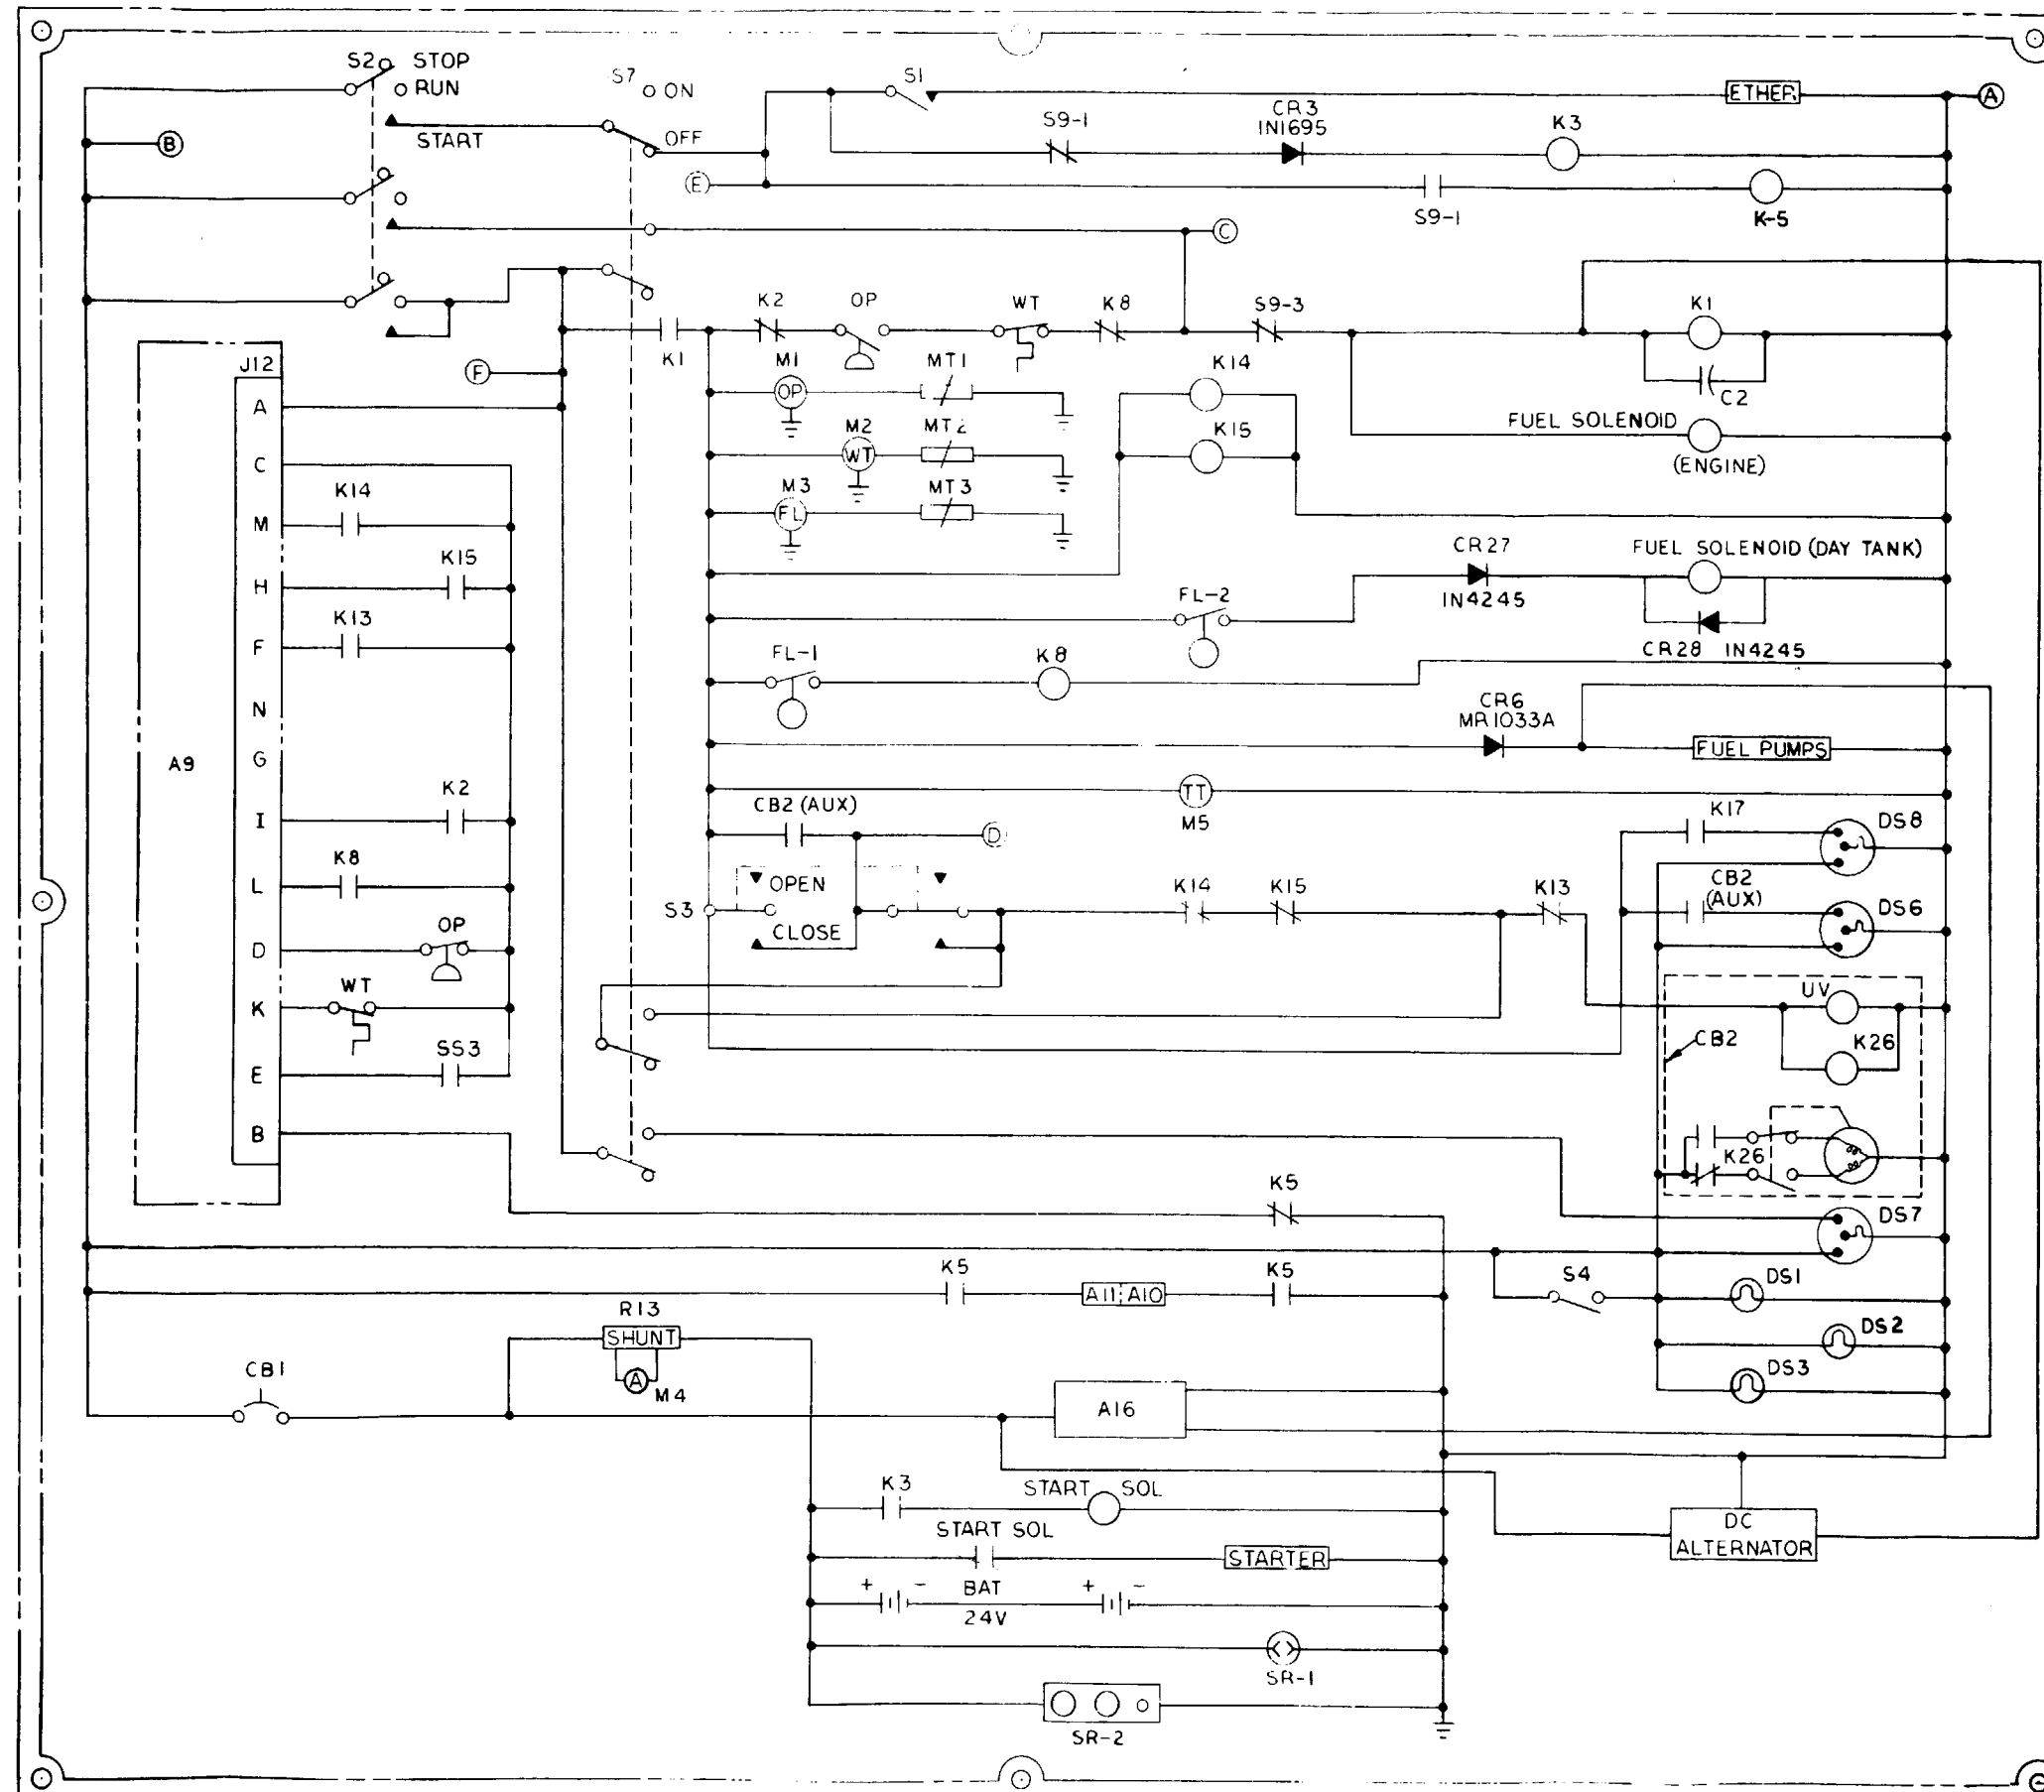 S2 STOP
RUN
START
S7 ON
OFF
S1
ETHER
A
B
S9-1
CR3
IN1695
K3
E
S9-1
K-5
C
K2
OP
WT
K8
S9-3
K1
K1
C2
F
M1
OP
MT1
K14
M2
WT
MT2
K15
FUEL SOLENOID
(ENGINE)
M3
FL
MT3
J12
A9
A
C
K14
M
K15
H
K13
F
N
G
K2
I
K8
L
OP
D
WT
K
SS3
E
B
CR27
IN4245
FUEL SOLENOID (DAY TANK)
FL-2
CR28 IN4245
FL-1
K8
CR6
MR1033A
FUEL PUMPS
TT
M5
CB2 (AUX)
D
K17
DS8
OPEN
S3
CLOSE
K14
K15
K13
CB2
(AUX)
DS6
UV
CB2
K26
K26
K5
DS7
K5
A11 A10
K5
S4
DS1
DS2
DS3
R13
SHUNT
A
M4
CB1
A16
K3
START SOL
START SOL
STARTER
DC
ALTERNATOR
+ - BAT + -
24V
SR-1
SR-2